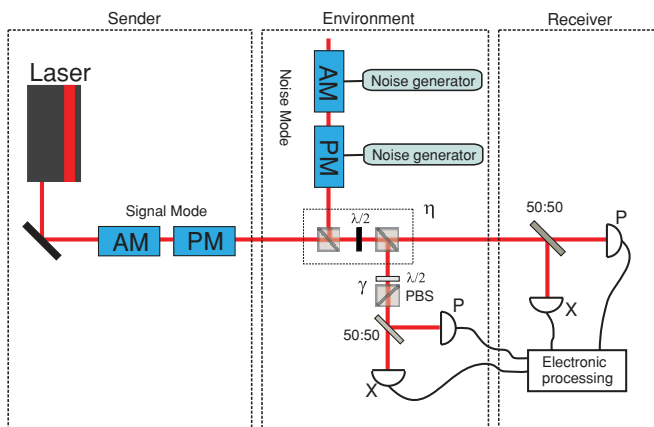 Sender
Environment
Receiver
Laser
Noise Mode
AM
Noise generator
PM
Noise generator
Signal Mode
AM
PM
λ/2
η
50:50
P
γ
λ/2
PBS
50:50
P
X
X
Electronic
processing